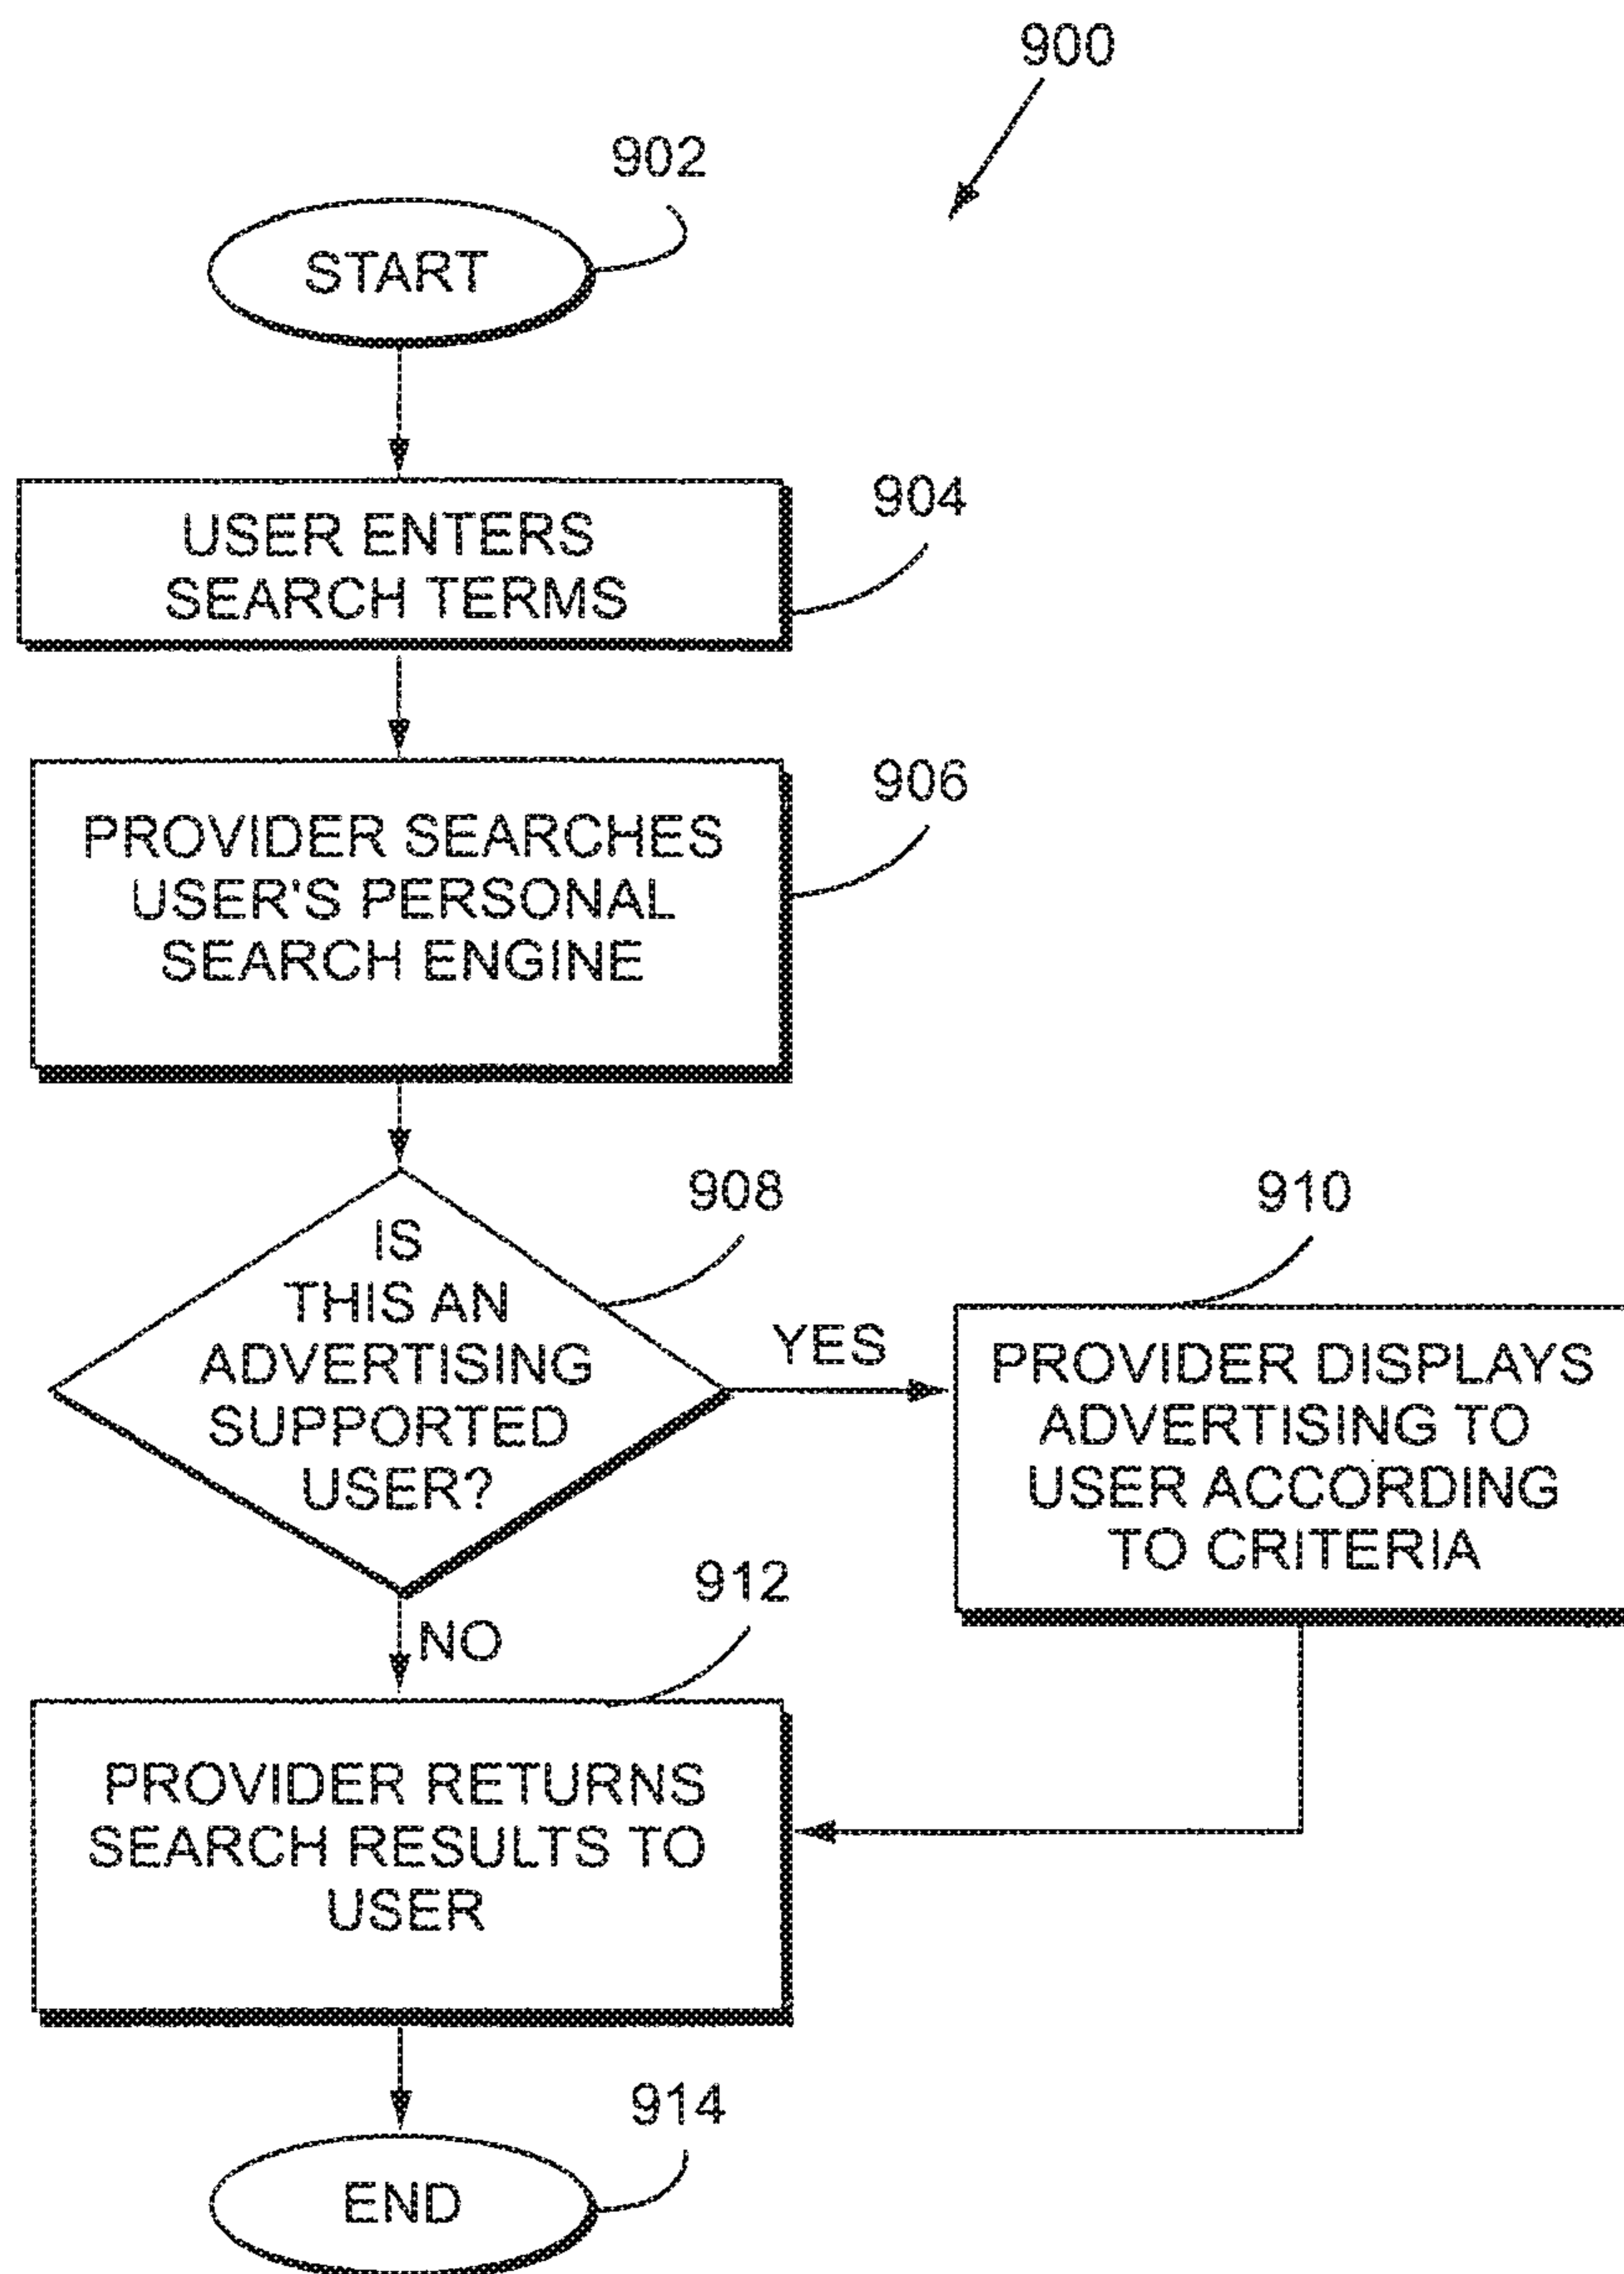 900
902
START
904
USER ENTERS
SEARCH TERMS
906
PROVIDER SEARCHES
USER'S PERSONAL
SEARCH ENGINE
908
IS
THIS AN
ADVERTISING
SUPPORTED
USER?
YES
910
PROVIDER DISPLAYS
ADVERTISING TO
USER ACCORDING
TO CRITERIA
NO
912
PROVIDER RETURNS
SEARCH RESULTS TO
USER
914
END